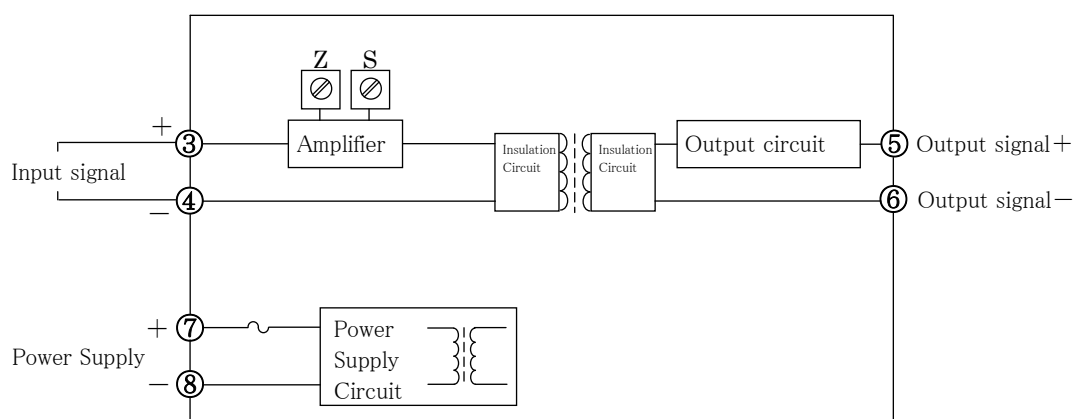 Z S
+ ③ Amplifier Insulation Circuit Insulation Circuit Output circuit ⑤ Output signal+
Input signal
− ④ ⑥ Output signal−
+ ⑦ Power
Power Supply Supply
− ⑧ Circuit